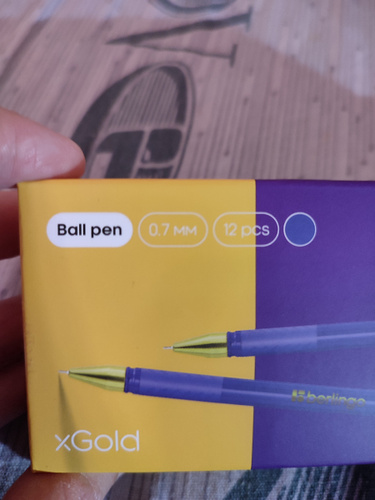 Ball pen 0.7 мм 12 pcs
berlingo
xGold